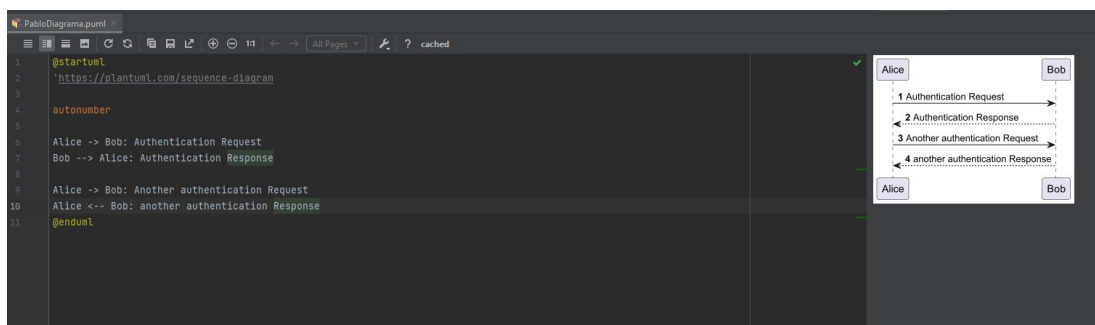 PabloDiagrama.puml
1:1
All Pages
? cached
1 @startuml
2 'https://plantuml.com/sequence-diagram
3
4 autonumber
5
6 Alice -> Bob: Authentication Request
7 Bob --> Alice: Authentication Response
8
9 Alice -> Bob: Another authentication Request
10 Alice <-- Bob: another authentication Response
11 @enduml
Alice Bob
1 Authentication Request
2 Authentication Response
3 Another authentication Request
4 another authentication Response
Alice Bob